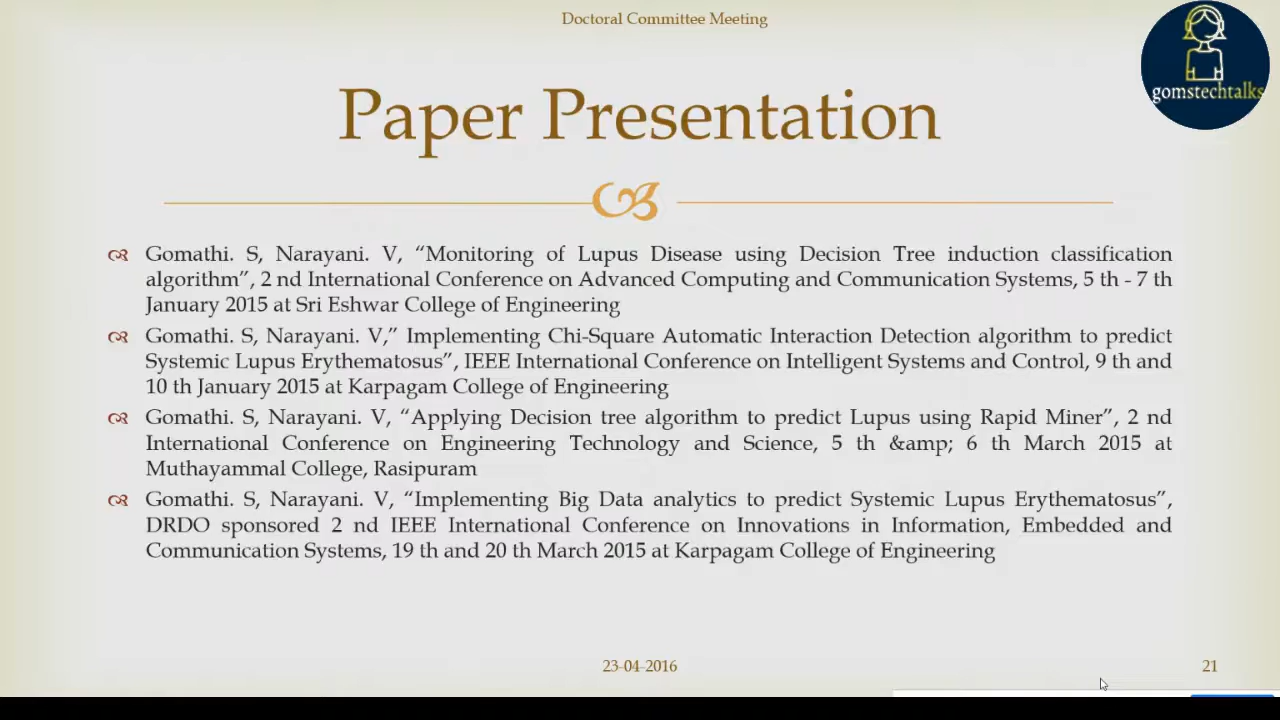 Doctoral Committee Meeting
gomstechtalks
Paper Presentation
Gomathi. S, Narayani. V, “Monitoring of Lupus Disease using Decision Tree induction classification
algorithm”, 2 nd International Conference on Advanced Computing and Communication Systems, 5 th - 7 th
January 2015 at Sri Eshwar College of Engineering
Gomathi. S, Narayani. V,” Implementing Chi-Square Automatic Interaction Detection algorithm to predict
Systemic Lupus Erythematosus”, IEEE International Conference on Intelligent Systems and Control, 9 th and
10 th January 2015 at Karpagam College of Engineering
Gomathi. S, Narayani. V, “Applying Decision tree algorithm to predict Lupus using Rapid Miner”, 2 nd
International Conference on Engineering Technology and Science, 5 th &amp; 6 th March 2015 at
Muthayammal College, Rasipuram
Gomathi. S, Narayani. V, “Implementing Big Data analytics to predict Systemic Lupus Erythematosus”,
DRDO sponsored 2 nd IEEE International Conference on Innovations in Information, Embedded and
Communication Systems, 19 th and 20 th March 2015 at Karpagam College of Engineering
23-04-2016
21